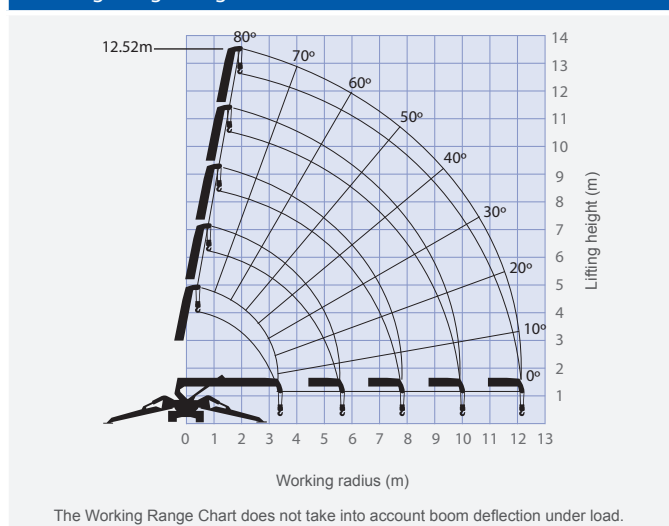 12.52m
80º
70º
60º
50º
40º
30º
20º
10º
0º
14
13
12
11
10
9
8
7
6
5
4
3
2
1
Lifting height (m)
0 1 2 3 4 5 6 7 8 9 10 11 12 13
Working radius (m)
The Working Range Chart does not take into account boom deflection under load.